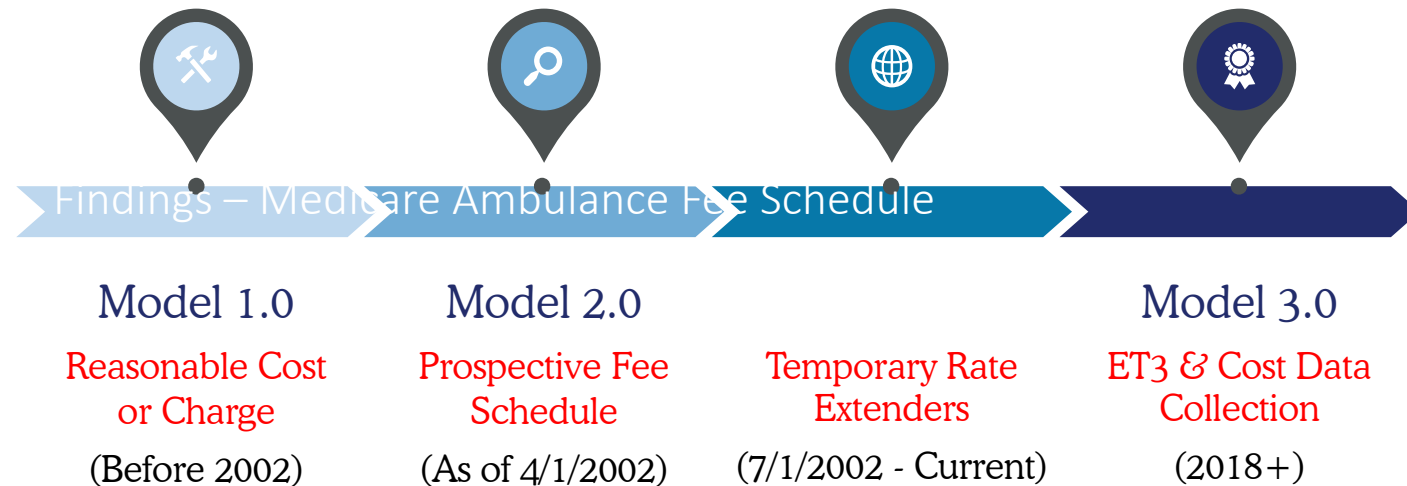 Findings – Medicare Ambulance Fee Schedule
Model 1.0
Reasonable Cost
or Charge
(Before 2002)
Model 2.0
Prospective Fee
Schedule
(As of 4/1/2002)
Temporary Rate
Extenders
(7/1/2002 - Current)
Model 3.0
ET3 & Cost Data
Collection
(2018+)